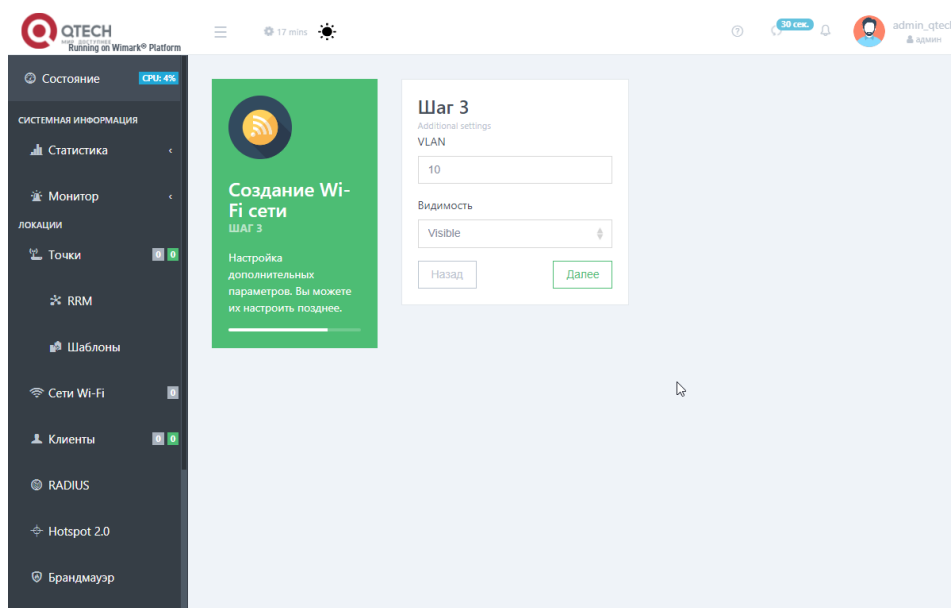 QTECH
МИР ДОСТУПНЕЕ
Running on Wimark® Platform
17 mins
30 сек.
admin_qtech
админ
Состояние
CPU: 4%
СИСТЕМНАЯ ИНФОРМАЦИЯ
Статистика
Монитор
ЛОКАЦИИ
Точки
0 0
RRM
Шаблоны
Сети Wi-Fi
0
Клиенты
0 0
RADIUS
Hotspot 2.0
Брандмауэр
Создание Wi-
Fi сети
ШАГ 3
Настройка
дополнительных
параметров. Вы можете
их настроить позднее.
Шаг 3
Additional settings
VLAN
10
Видимость
Visible
Назад
Далее